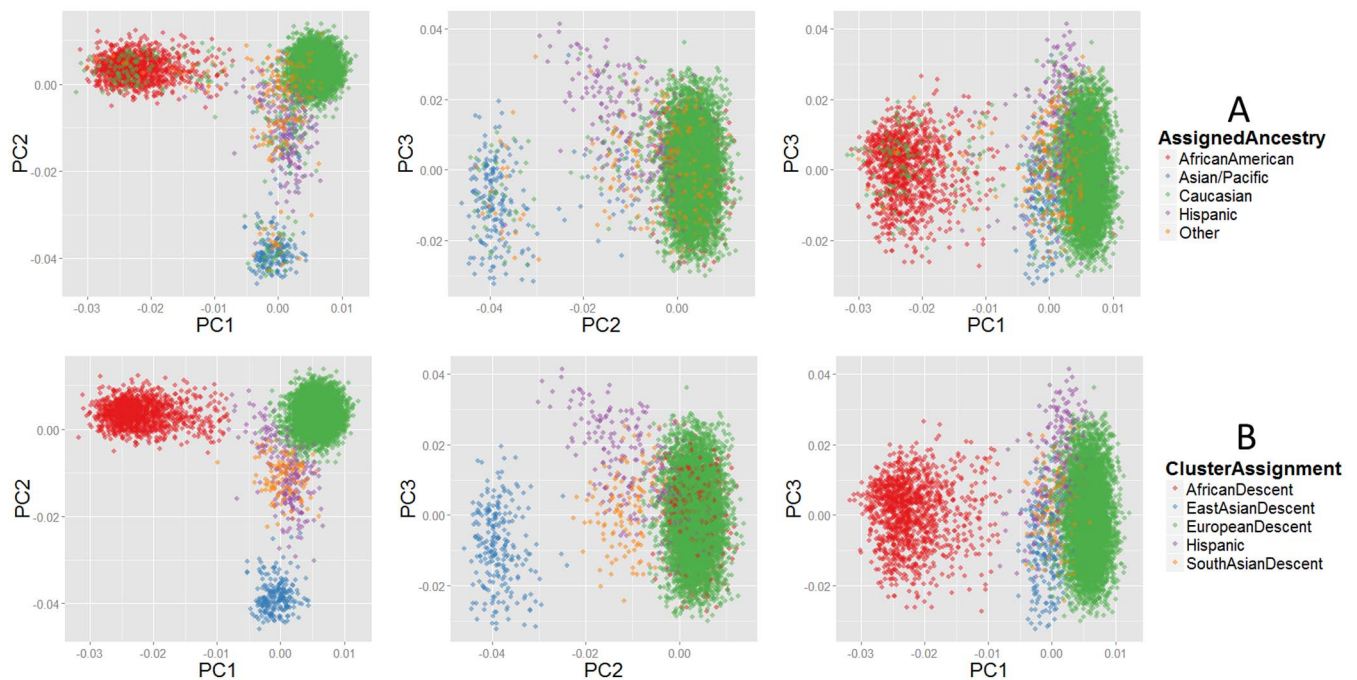 0.00
-0.02
-0.04
PC2
-0.03
-0.02
-0.01
0.00
0.01
PC1
0.04
0.02
0.00
-0.02
PC3
-0.04
-0.02
0.00
PC2
0.04
0.02
0.00
-0.02
PC3
-0.03
-0.02
-0.01
0.00
0.01
PC1
A
AssignedAncestry
AfricanAmerican
Asian/Pacific
Caucasian
Hispanic
Other
0.00
-0.02
-0.04
PC2
-0.03
-0.02
-0.01
0.00
0.01
PC1
0.04
0.02
0.00
-0.02
PC3
-0.04
-0.02
0.00
PC2
0.04
0.02
0.00
-0.02
PC3
-0.03
-0.02
-0.01
0.00
0.01
PC1
B
ClusterAssignment
AfricanDescent
EastAsianDescent
EuropeanDescent
Hispanic
SouthAsianDescent